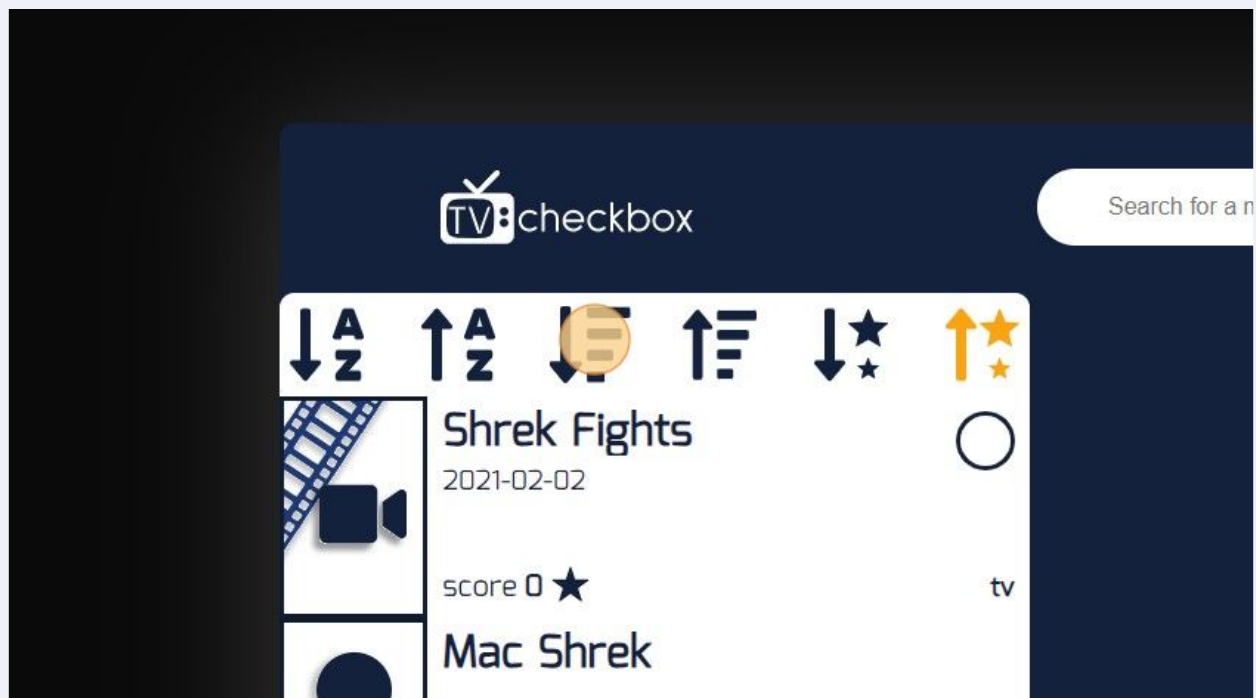 TV checkbox
Search for a
A
Z
A
Z
Shrek Fights
2021-02-02
score 0
tv
Mac Shrek